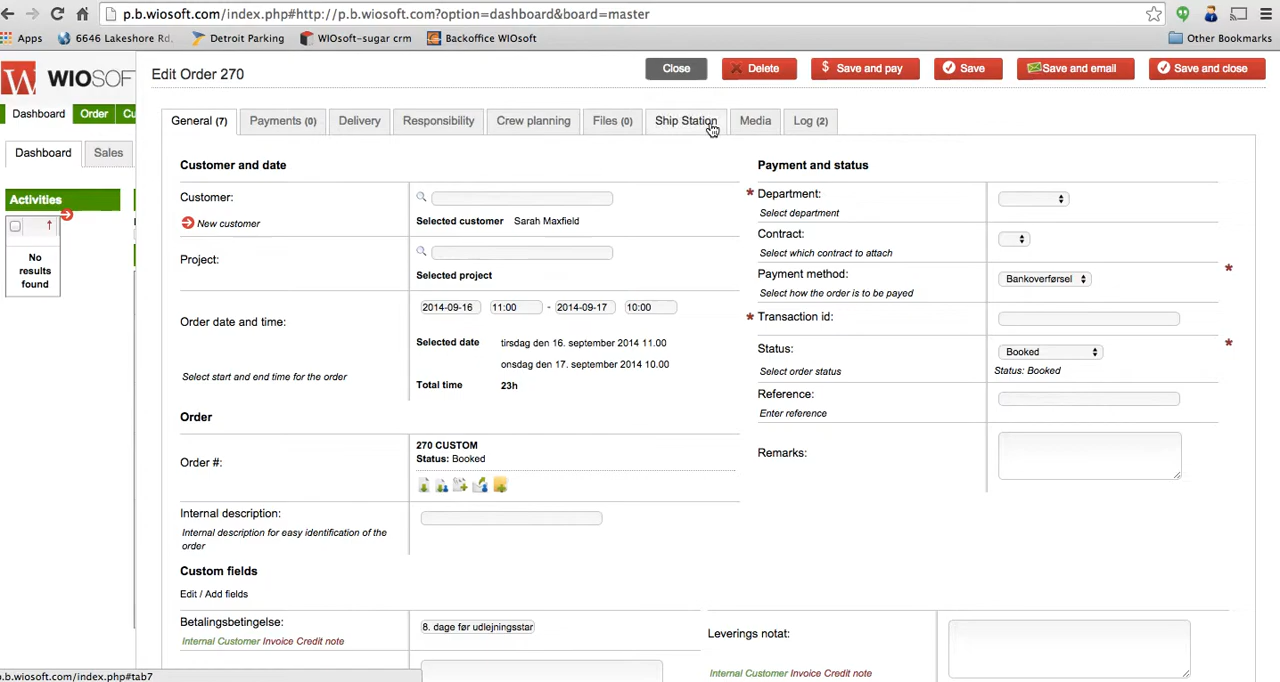 p.b.wiosoft.com/index.php#http://p.b.wiosoft.com?option=dashboard&board=master
Apps 6646 Lakeshore Rd. Detroit Parking WIOsoft-sugar crm Backoffice WIOsoft Other Bookmarks
W WIOSOFT
Edit Order 270
Close Delete $ Save and pay Save Save and email Save and close
Dashboard Order Cu
General (7) Payments (0) Delivery Responsibility Crew planning Files (0) Ship Station Media Log (2)
Dashboard Sales
Activities
No
results
found
Customer and date
Customer:
New customer
Selected customer Sarah Maxfield
Project:
Selected project
Order date and time:
2014-09-16 11:00 - 2014-09-17 10:00
Selected date tirsdag den 16. september 2014 11.00
onsdag den 17. september 2014 10.00
Select start and end time for the order
Total time 23h
Order
Order #:
270 CUSTOM
Status: Booked
Internal description:
Internal description for easy identification of the
order
Custom fields
Edit / Add fields
Betalingsbetingelse:
8. dage før udlejningsstar
Internal Customer Invoice Credit note
Payment and status
* Department:
Select department
Contract:
Select which contract to attach
Payment method:
Bankoverførsel
*
Select how the order is to be payed
* Transaction id:
Status:
Booked
*
Select order status
Status: Booked
Reference:
Enter reference
Remarks:
Leverings notat:
Internal Customer Invoice Credit note
p.b.wiosoft.com/index.php#tab7